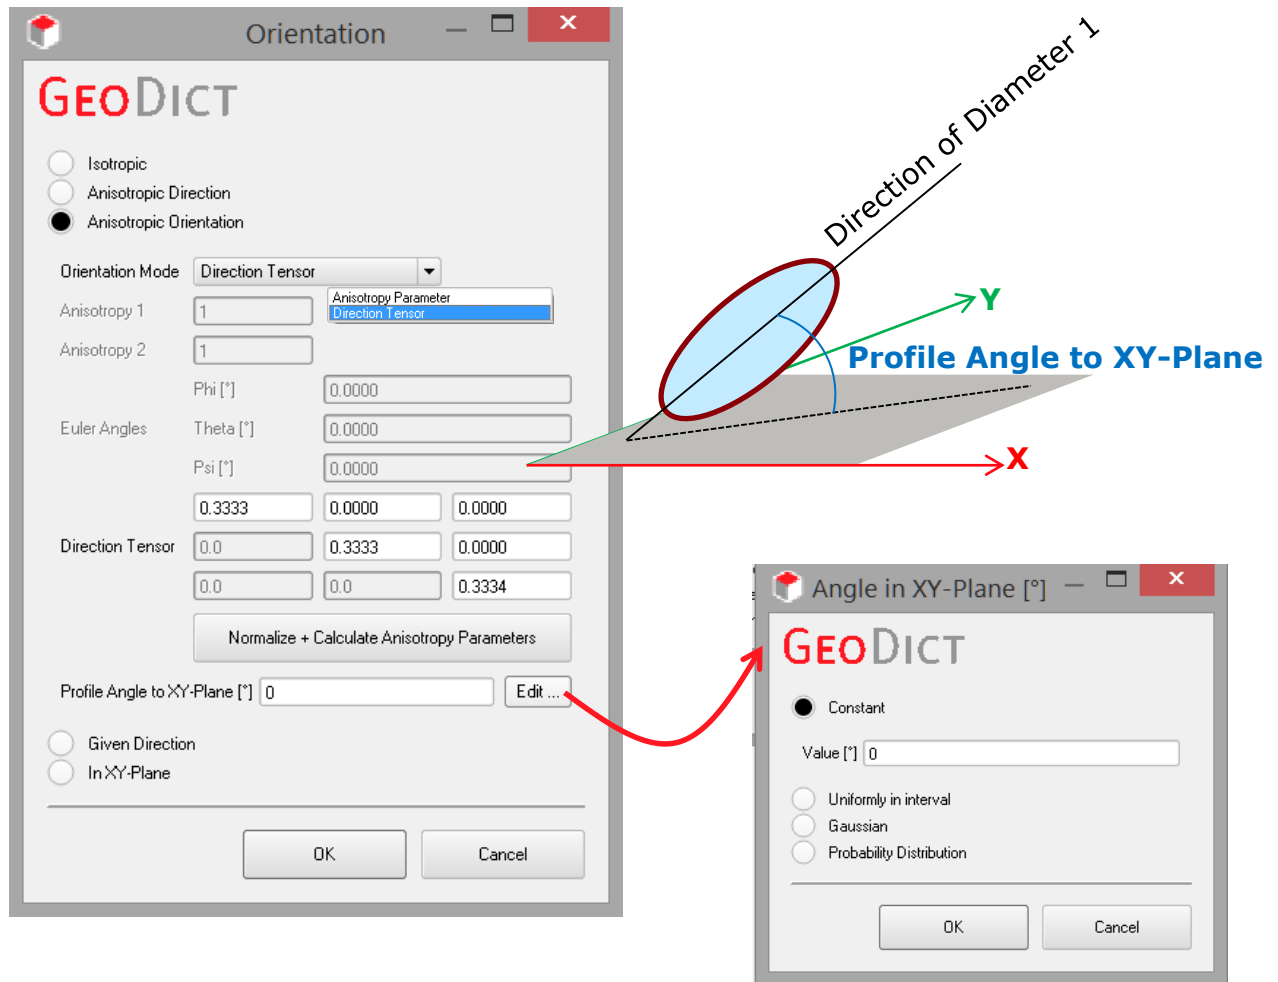 Orientation
GEODICT
Isotropic
Anisotropic Direction
Anisotropic Orientation
Orientation Mode Direction Tensor
Anisotropy Parameter
Direction Tensor
Anisotropy 1 1
Anisotropy 2 1
Phi [°] 0.0000
Euler Angles Theta [°] 0.0000
Psi [°] 0.0000
0.3333 0.0000 0.0000
Direction Tensor 0.0 0.3333 0.0000
0.0 0.0 0.3334
Normalize + Calculate Anisotropy Parameters
Profile Angle to XY-Plane [°] 0 Edit ...
Given Direction
In XY-Plane
OK Cancel
Direction of Diameter 1
Y
Profile Angle to XY-Plane
X
Angle in XY-Plane [°]
GEODICT
Constant
Value [°] 0
Uniformly in interval
Gaussian
Probability Distribution
OK Cancel